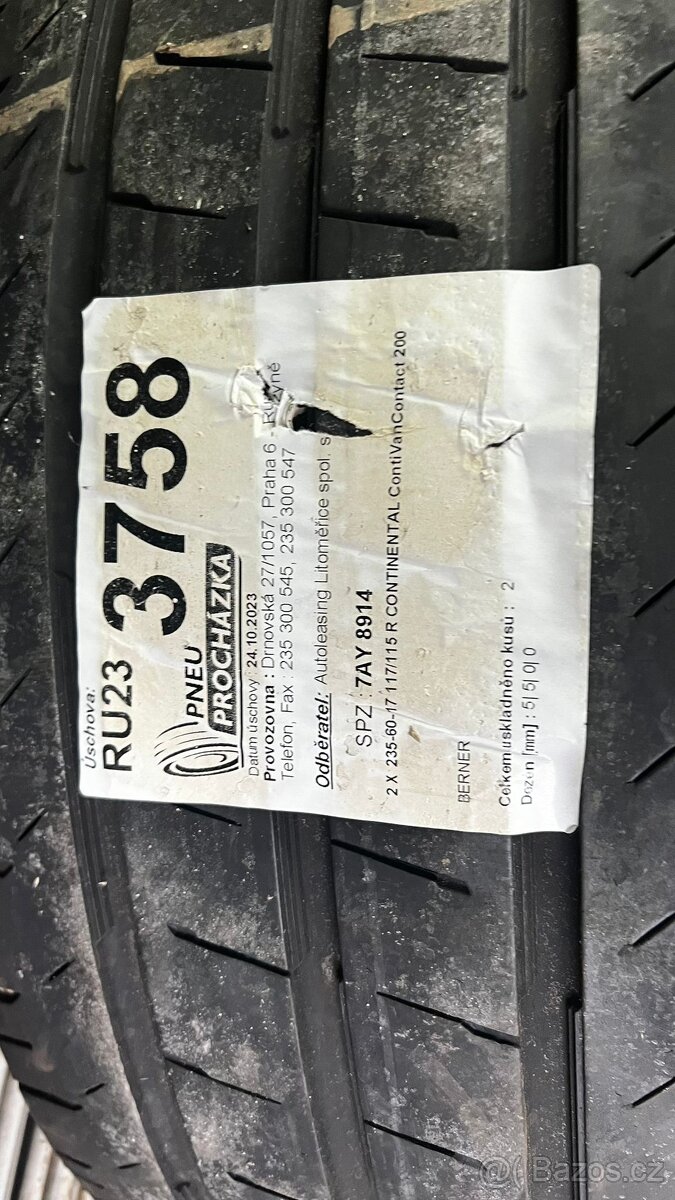 Úschova:
RU23
3758
PNEU
PROCHÁZKA
Datum úschovy : 24.10.2023
Provozovna : Drnovská 27/1057, Praha 6 - Ruzyně
Telefon, Fax : 235 300 545, 235 300 547
Odběratel: Autoleasing Litoměřice spol. s
SPZ : 7AY 8914
2 X 235-60-17 117/115 R CONTINENTAL ContiVanContact 200
BERNER
Celkem uskladněno kusů : 2
Dezén [mm] : 5| 5| 0| 0
@( Bazos.cz